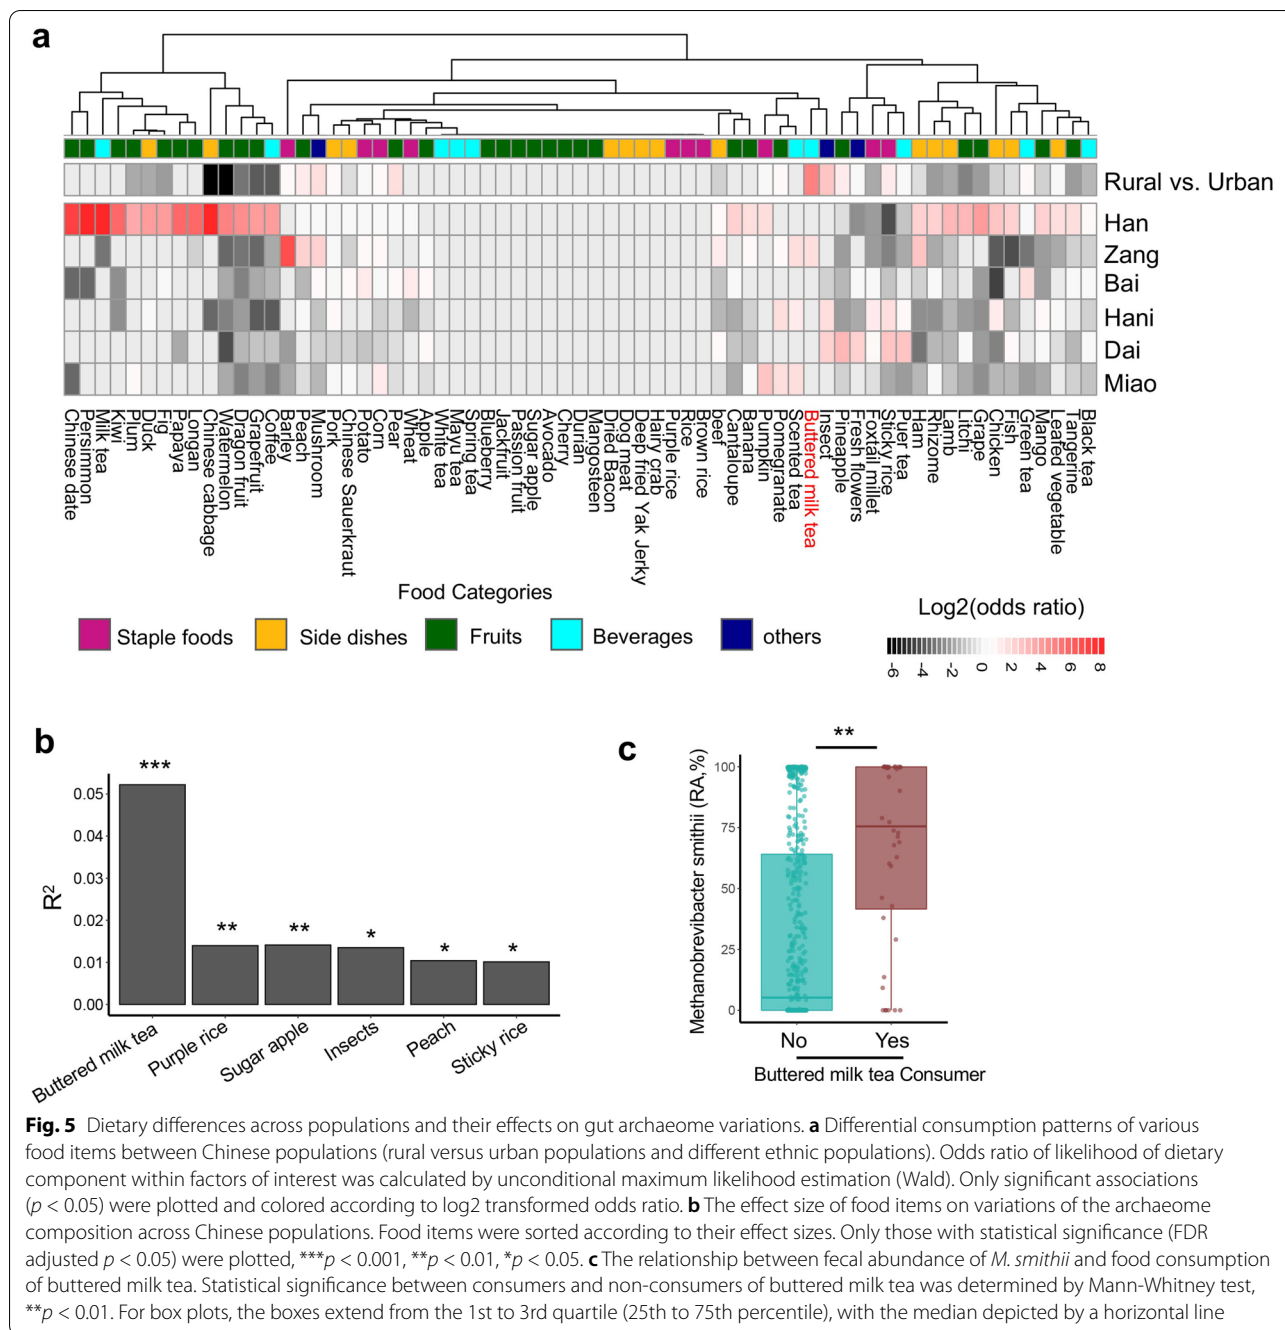 a
Rural vs. Urban
Han
Zang
Bai
Hani
Dai
Miao
Chinese date
Persimmon
Milk tea
Kiwi
Plum
Duck
Fig
Papaya
Longan
Chinese cabbage
Watermelon
Dragon fruit
Grapefruit
Coffee
Barley
Peach
Mushroom
Pork
Chinese Sauerkraut
Potato
Corn
Pear
Wheat
Apple
White tea
Mayu tea
Spring tea
Blueberry
Jackfruit
Passion fruit
Sugar apple
Avocado
Cherry
Durian
Mangosteen
Dried Bacon
Dog meat
Deep fried Yak Jerky
Hairy crab
Purple rice
Rice
Brown rice
beef
Cantaloupe
Banana
Pumpkin
Pomegranate
Scented tea
Buttered milk tea
Insect
Pineapple
Fresh flowers
Foxtail millet
Sticky rice
Puer tea
Ham
Rhizome
Lamb
Litchi
Grape
Chicken
Fish
Green tea
Mango
Leafed vegetable
Tangerine
Black tea
Food Categories
Staple foods
Side dishes
Fruits
Beverages
others
Log2(odds ratio)
-6
-4
-2
0
2
4
6
8
b
R²
0.05
0.04
0.03
0.02
0.01
0.00
***
**
**
*
*
*
Buttered milk tea
Purple rice
Sugar apple
Insects
Peach
Sticky rice
c
**
Methanobrevibacter smithii (RA,%)
100
75
50
25
0
No
Yes
Buttered milk tea Consumer
Fig. 5 Dietary differences across populations and their effects on gut archaeome variations. a Differential consumption patterns of various
food items between Chinese populations (rural versus urban populations and different ethnic populations). Odds ratio of likelihood of dietary
component within factors of interest was calculated by unconditional maximum likelihood estimation (Wald). Only significant associations
(p < 0.05) were plotted and colored according to log2 transformed odds ratio. b The effect size of food items on variations of the archaeome
composition across Chinese populations. Food items were sorted according to their effect sizes. Only those with statistical significance (FDR
adjusted p < 0.05) were plotted, ***p < 0.001, **p < 0.01, *p < 0.05. c The relationship between fecal abundance of M. smithii and food consumption
of buttered milk tea. Statistical significance between consumers and non-consumers of buttered milk tea was determined by Mann-Whitney test,
**p < 0.01. For box plots, the boxes extend from the 1st to 3rd quartile (25th to 75th percentile), with the median depicted by a horizontal line